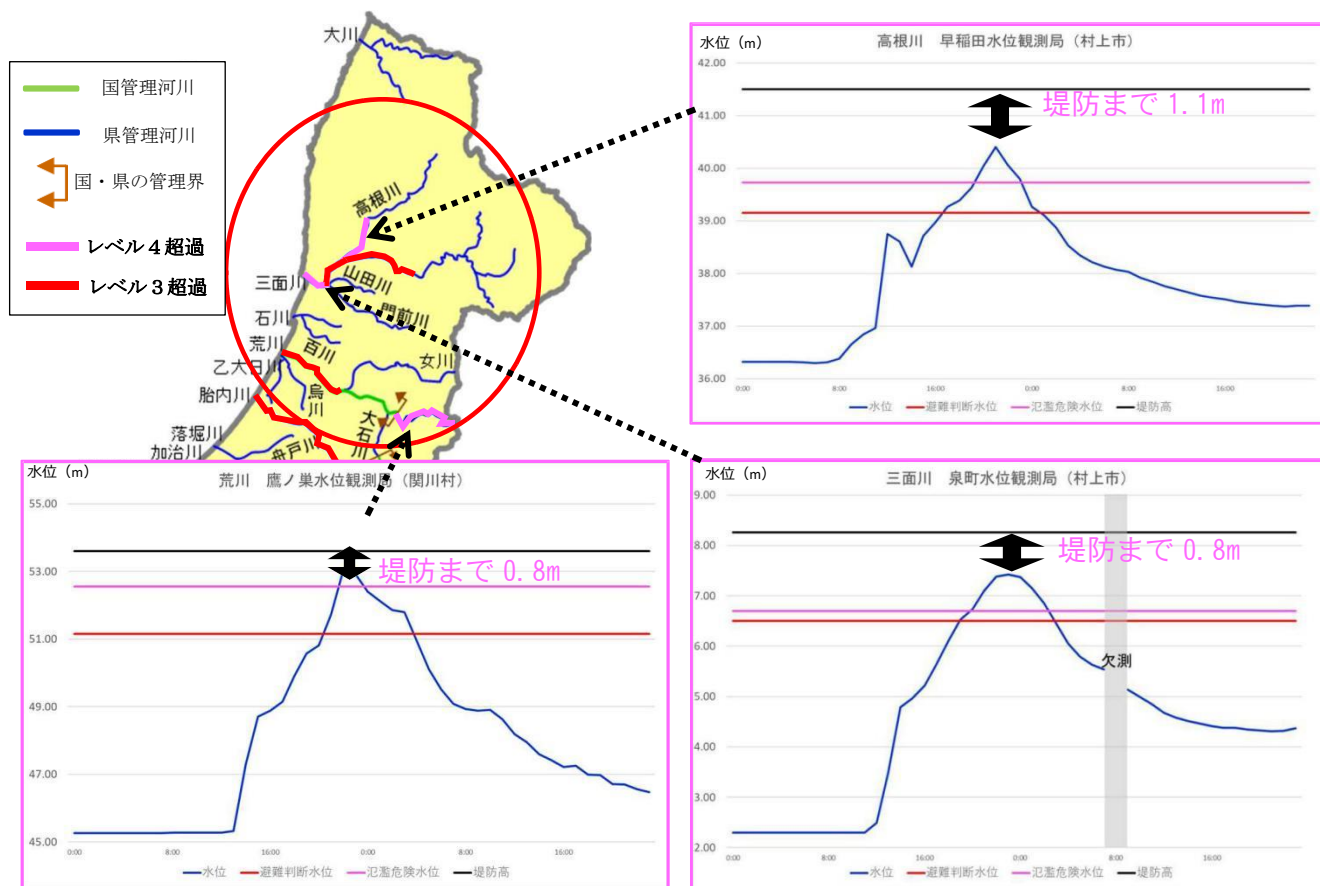 国管理河川
県管理河川
国・県の管理界
レベル4超過
レベル3超過
大川
高根川
三面川
山田川
門前川
石川
百川
荒川
女川
乙大日川
烏川
胎内川
大石川
落堀川
加治川
舟戸川
水位（m）
高根川　早稲田水位観測局（村上市）
42.00
41.00
40.00
39.00
38.00
37.00
36.00
堤防まで 1.1m
0:00
8:00
16:00
0:00
8:00
16:00
水位
避難判断水位
氾濫危険水位
堤防高
水位（m）
荒川　鷹ノ巣水位観測局（関川村）
55.00
53.00
51.00
49.00
47.00
45.00
堤防まで 0.8m
0:00
8:00
16:00
0:00
8:00
16:00
水位
避難判断水位
氾濫危険水位
堤防高
水位（m）
三面川　泉町水位観測局（村上市）
9.00
8.00
7.00
6.00
5.00
4.00
3.00
2.00
堤防まで 0.8m
欠測
0:00
8:00
16:00
0:00
8:00
16:00
水位
避難判断水位
氾濫危険水位
堤防高